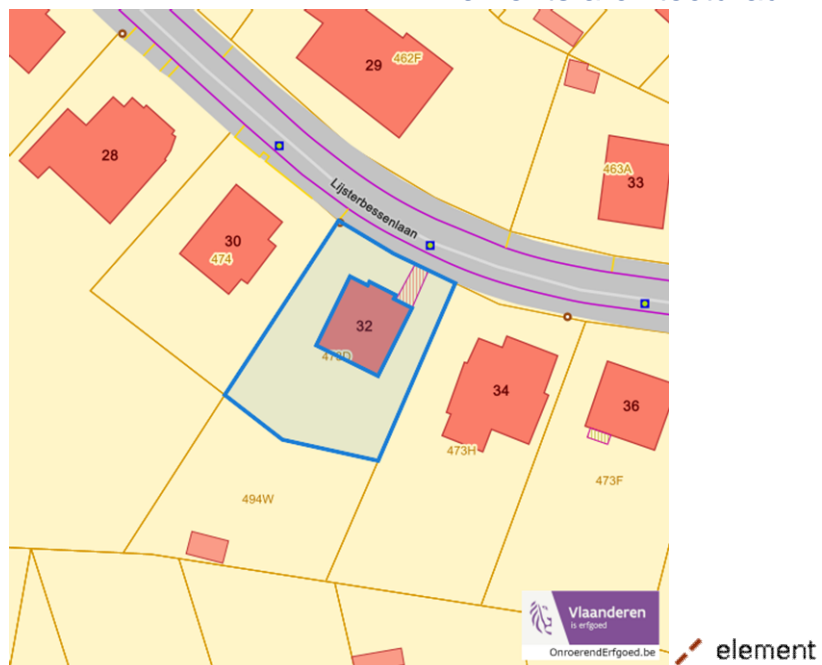 29
462F
28
33
463A
Lijsterbessenlaan
30
474
32
34
36
473H
473F
494W
Vlaanderen
is erfgoed
OnroerendErfgoed.be
element